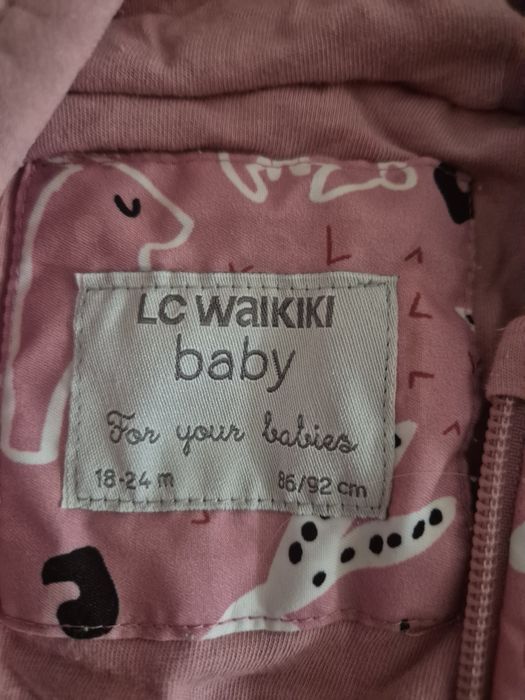 LC WAIKIKI
baby
For your babies
18-24 m 86/92 cm